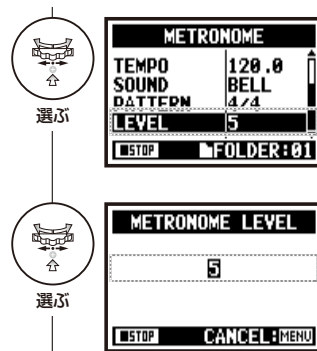 METRONOME
TEMPO 120.0
SOUND BELL
PATTERN 4/4
LEVEL 5
■STOP FOLDER:01
選ぶ
METRONOME LEVEL
5
■STOP CANCEL:MENU
選ぶ